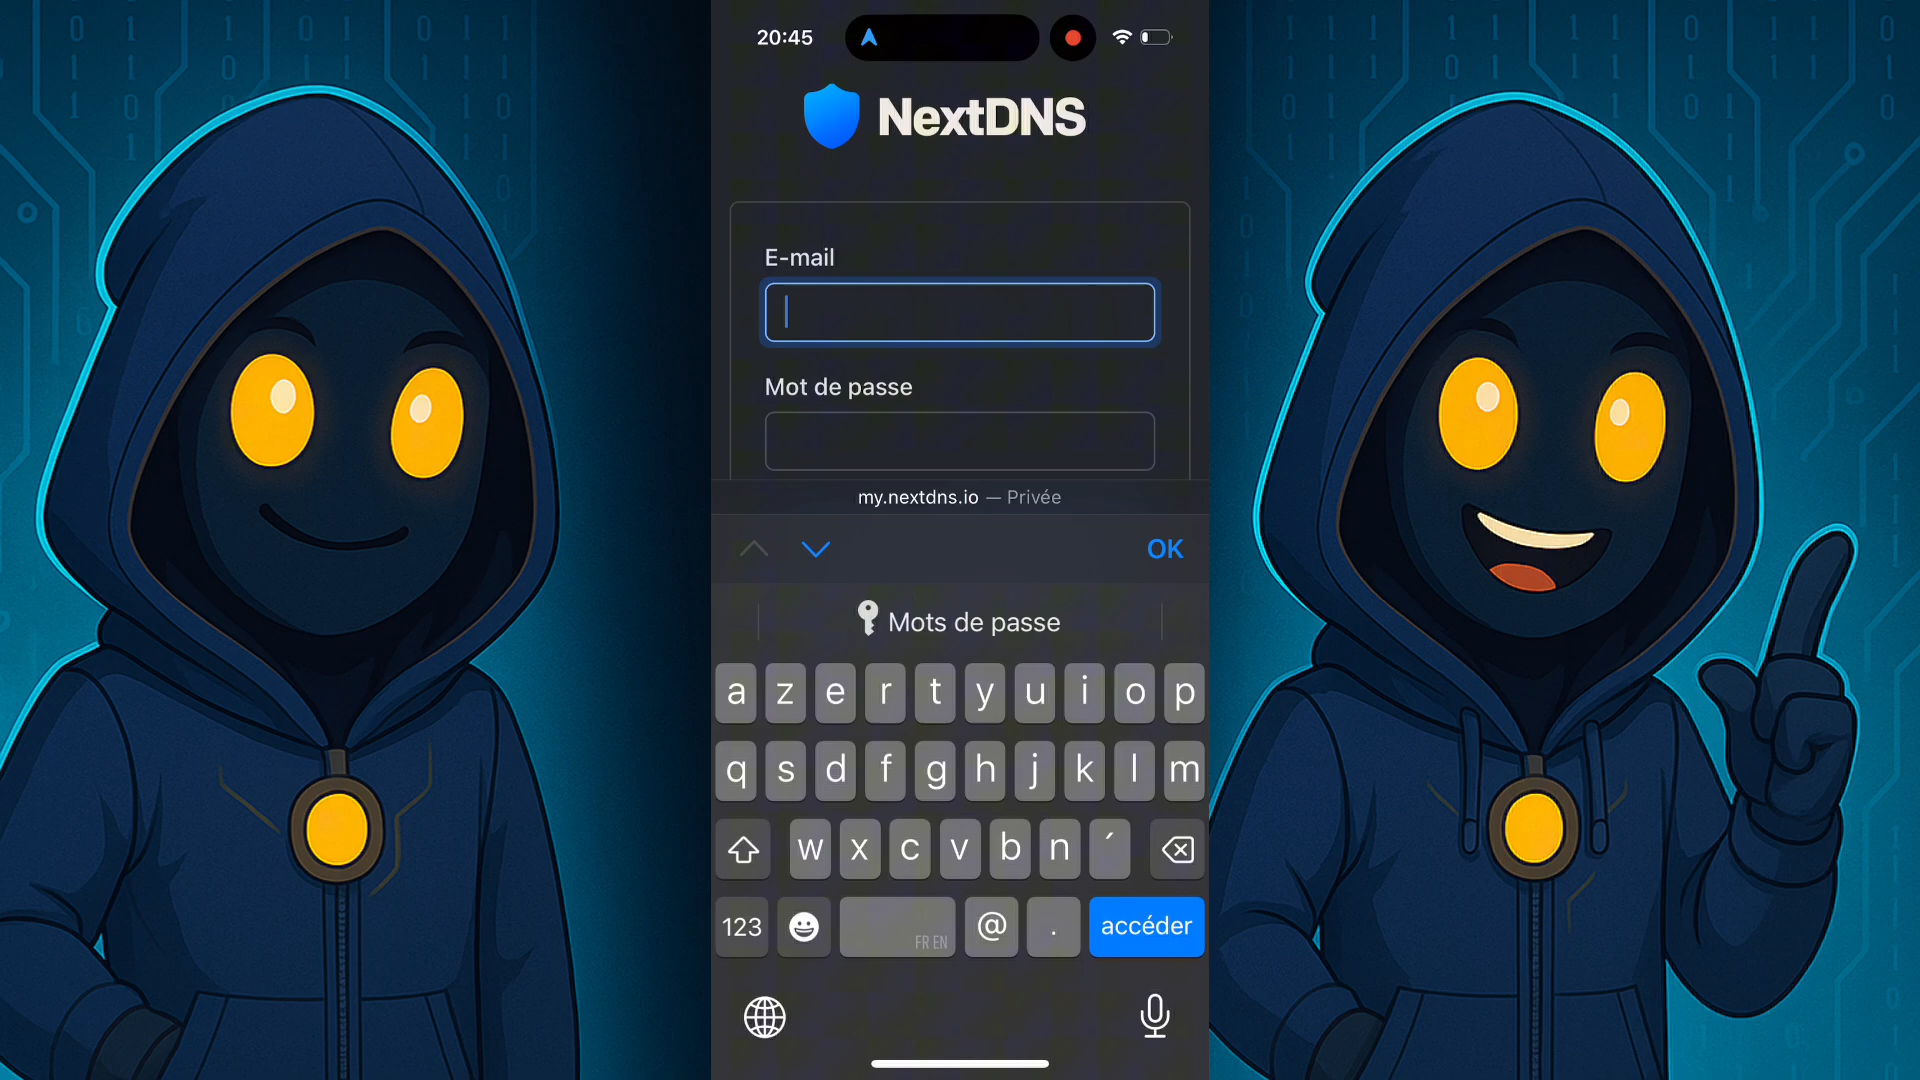 20:45
NextDNS
E-mail
Mot de passe
my.nextdns.io — Privée
OK
Mots de passe
a z e r t y u i o p
q s d f g h j k l m
w x c v b n ´
123 FR EN @ . accéder